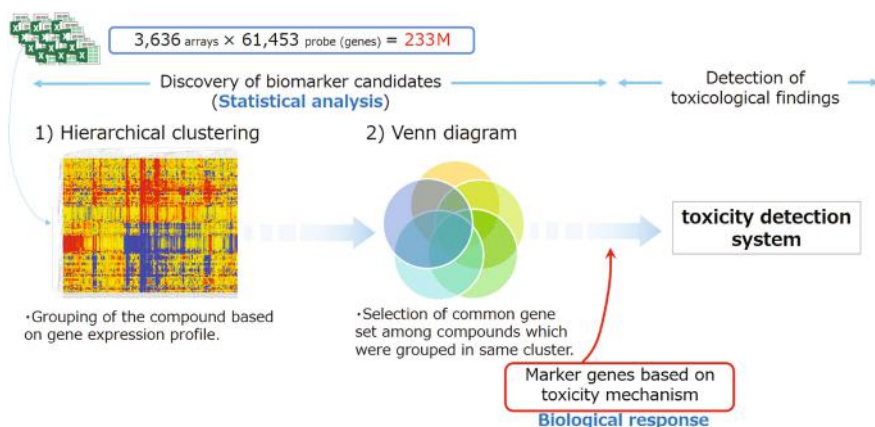 3,636 arrays × 61,453 probe (genes) = 233M
Discovery of biomarker candidates
(Statistical analysis)
Detection of
toxicological findings
1) Hierarchical clustering
2) Venn diagram
toxicity detection
system
・Grouping of the compound based
on gene expression profile.
・Selection of common gene
set among compounds which
were grouped in same cluster.
Marker genes based on
toxicity mechanism
Biological response